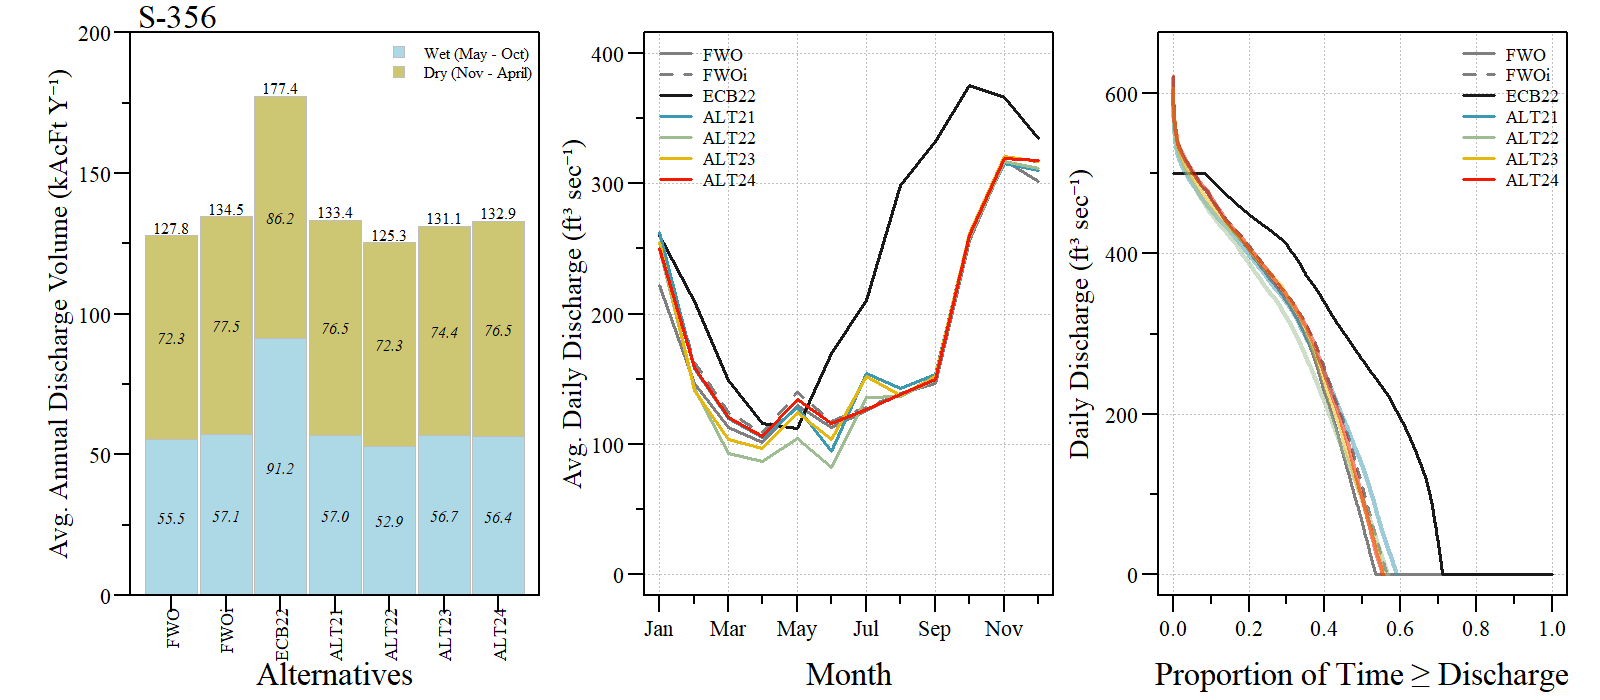 S-356
Avg. Annual Discharge Volume (kAcFt Y⁻¹)
200
150
100
50
0
Wet (May - Oct)
Dry (Nov - April)
127.8
134.5
177.4
133.4
125.3
131.1
132.9
72.3
77.5
86.2
76.5
72.3
74.4
76.5
55.5
57.1
91.2
57.0
52.9
56.7
56.4
FWO
FWOi
ECB22
ALT21
ALT22
ALT23
ALT24
Alternatives
Avg. Daily Discharge (ft³ sec⁻¹)
400
300
200
100
0
FWO
FWOi
ECB22
ALT21
ALT22
ALT23
ALT24
Jan
Mar
May
Jul
Sep
Nov
Month
Daily Discharge (ft³ sec⁻¹)
600
400
200
0
FWO
FWOi
ECB22
ALT21
ALT22
ALT23
ALT24
0.0
0.2
0.4
0.6
0.8
1.0
Proportion of Time ≥ Discharge